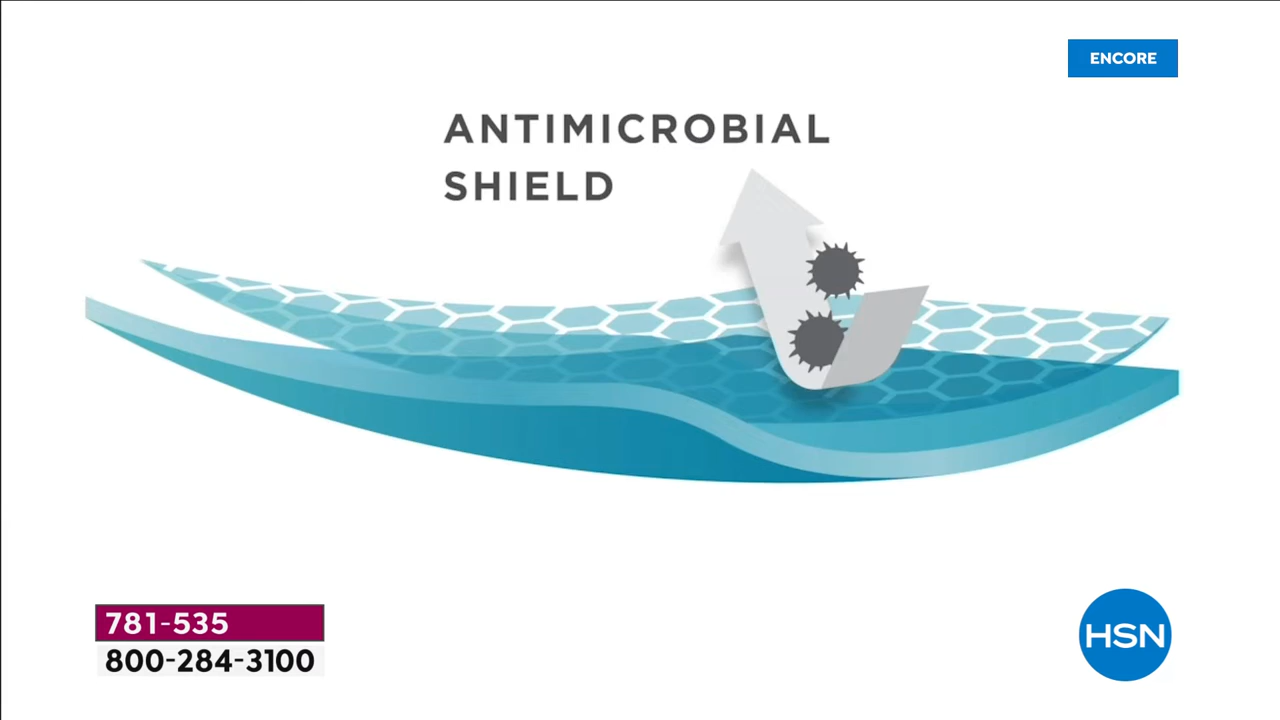 ENCORE
ANTIMICROBIAL
SHIELD
781-535
800-284-3100
HSN